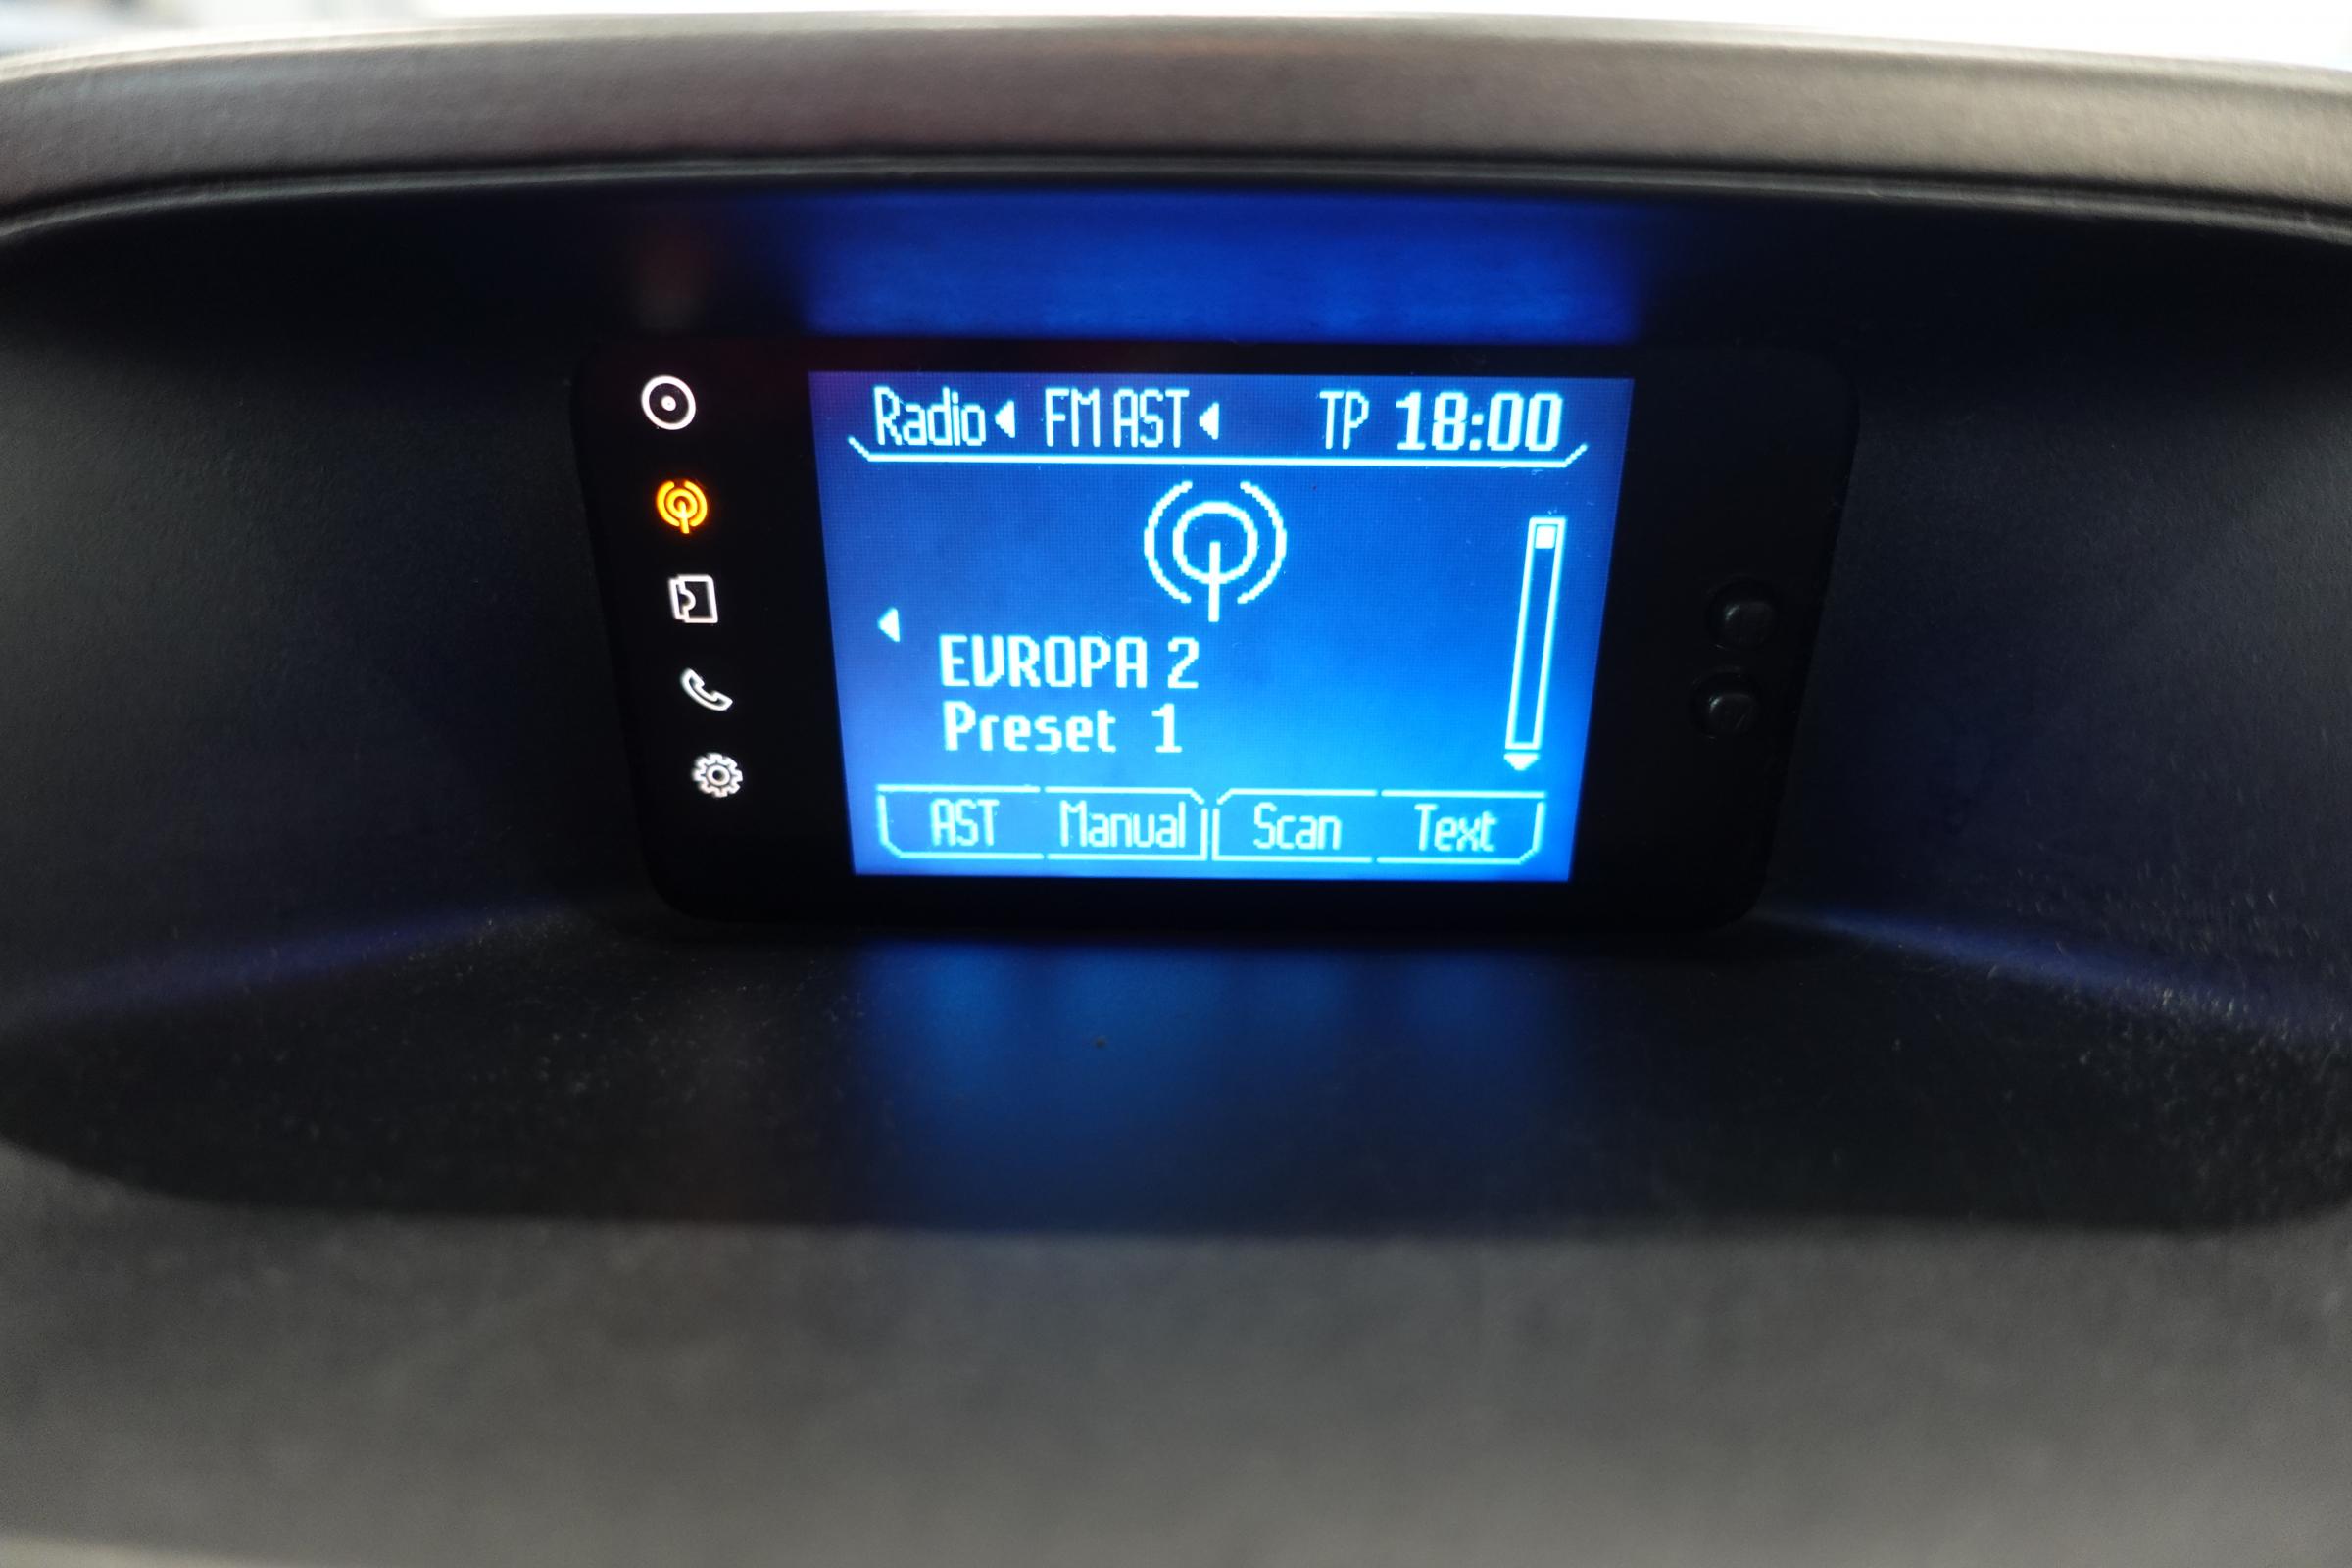 Radio FM AST TP 18:00
EVROPA 2
Preset 1
AST Manual Scan Text